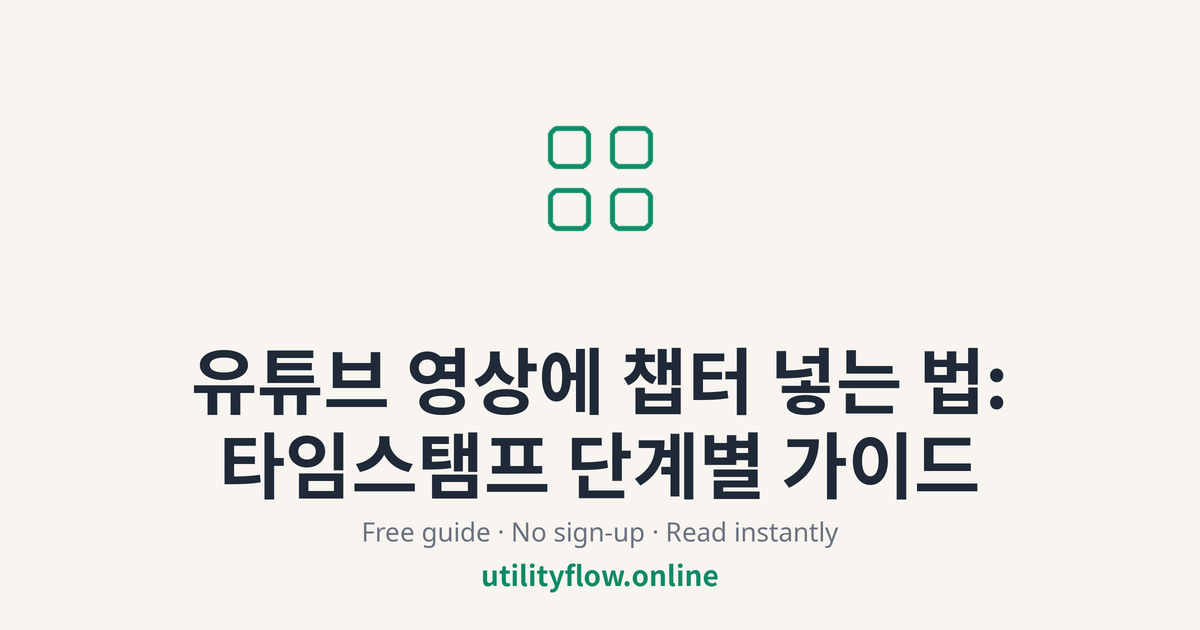 유튜브 영상에 챕터 넣는 법:
타임스탬프 단계별 가이드
Free guide · No sign-up · Read instantly
utilityflow.online